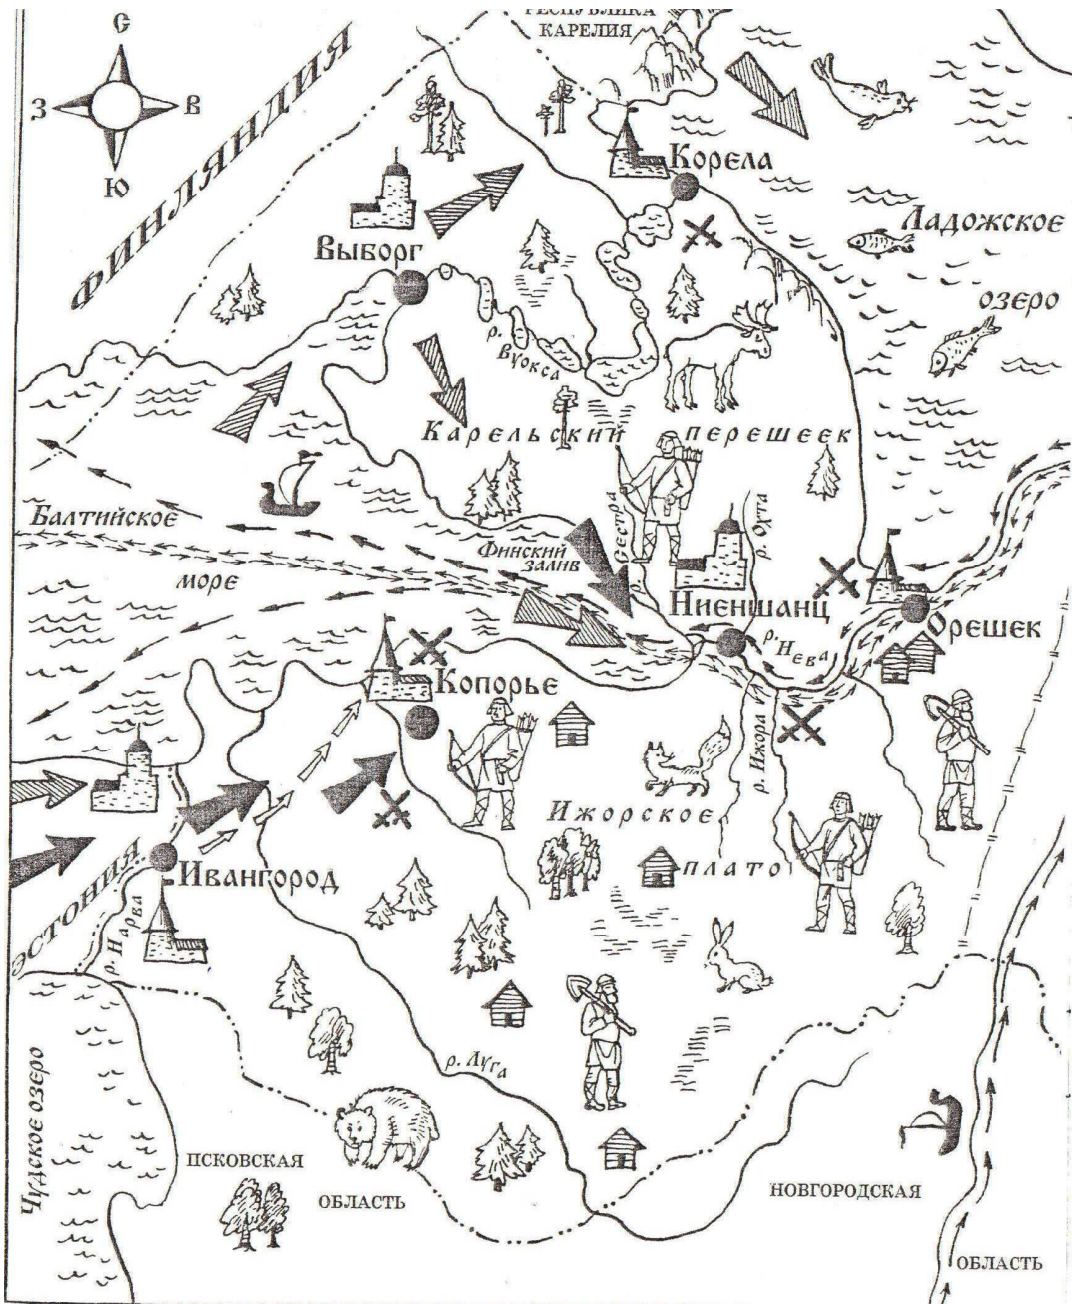 РЕСПУБЛИКА
КАРЕЛИЯ
С
З
В
Ю
ФИНЛЯНДИЯ
Корела
Ладожское
озеро
Выборг
р. Вуокса
Карельский перешеек
Балтийское
море
Финский
залив
Сестра
р. Охта
Ниеншанц
р. Нева
Орешек
Копорье
р. Ижора
Ижорское
плато
Ивангород
ЭСТОНИЯ
р. Нарва
р. Луга
Чудское озеро
ПСКОВСКАЯ
ОБЛАСТЬ
НОВГОРОДСКАЯ
ОБЛАСТЬ